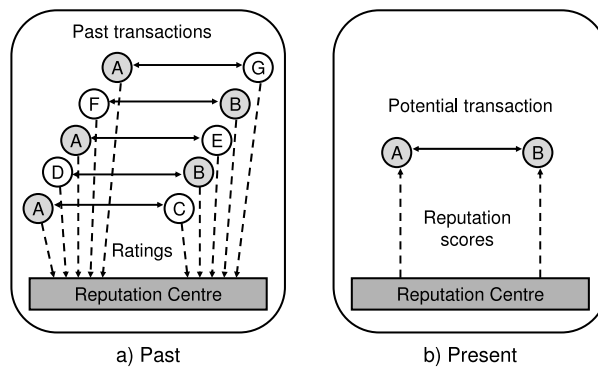 Past transactions
A
G
F
B
A
E
D
B
A
C
Ratings
Reputation Centre
a) Past
Potential transaction
A
B
Reputation
scores
Reputation Centre
b) Present